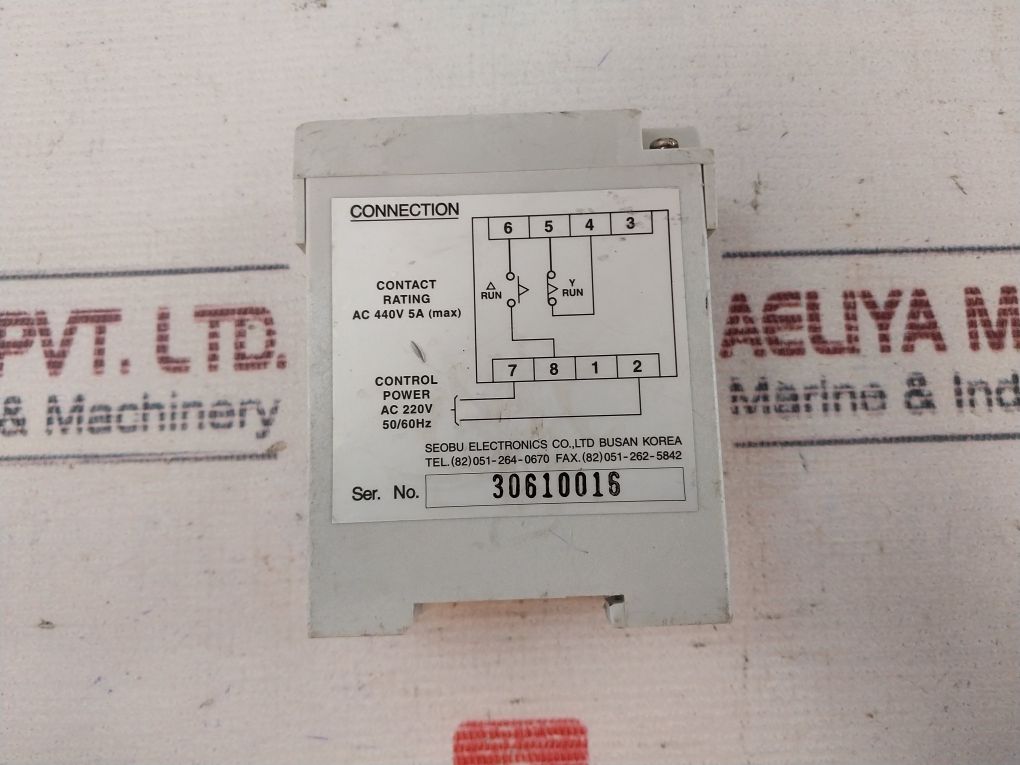 CONNECTION
6 5 4 3
CONTACT
RATING
AC 440V 5A (max)
△
RUN
Y
RUN
7 8 1 2
CONTROL
POWER
AC 220V
50/60Hz
SEOBU ELECTRONICS CO.,LTD BUSAN KOREA
TEL.(82)051-264-0670 FAX.(82)051-262-5842
Ser. No. 30610016
PVT. LTD.
& Machinery
AELIYA M
Marine & Ind